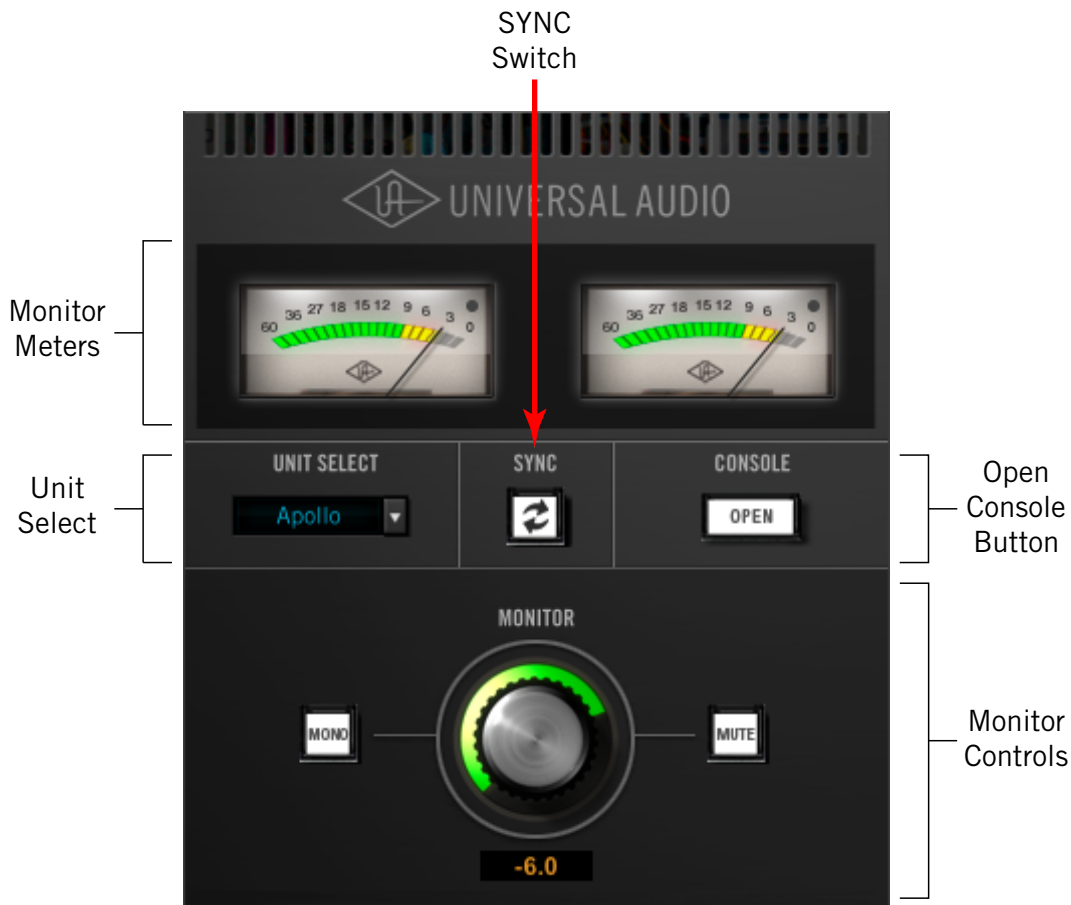 SYNC
Switch
UNIVERSAL AUDIO
Monitor
Meters
60 36 27 18 15 12 9 6 3 0
60 36 27 18 15 12 9 6 3 0
Unit
Select
UNIT SELECT
Apollo
SYNC
CONSOLE
OPEN
Open
Console
Button
MONITOR
MONO
MUTE
-6.0
Monitor
Controls